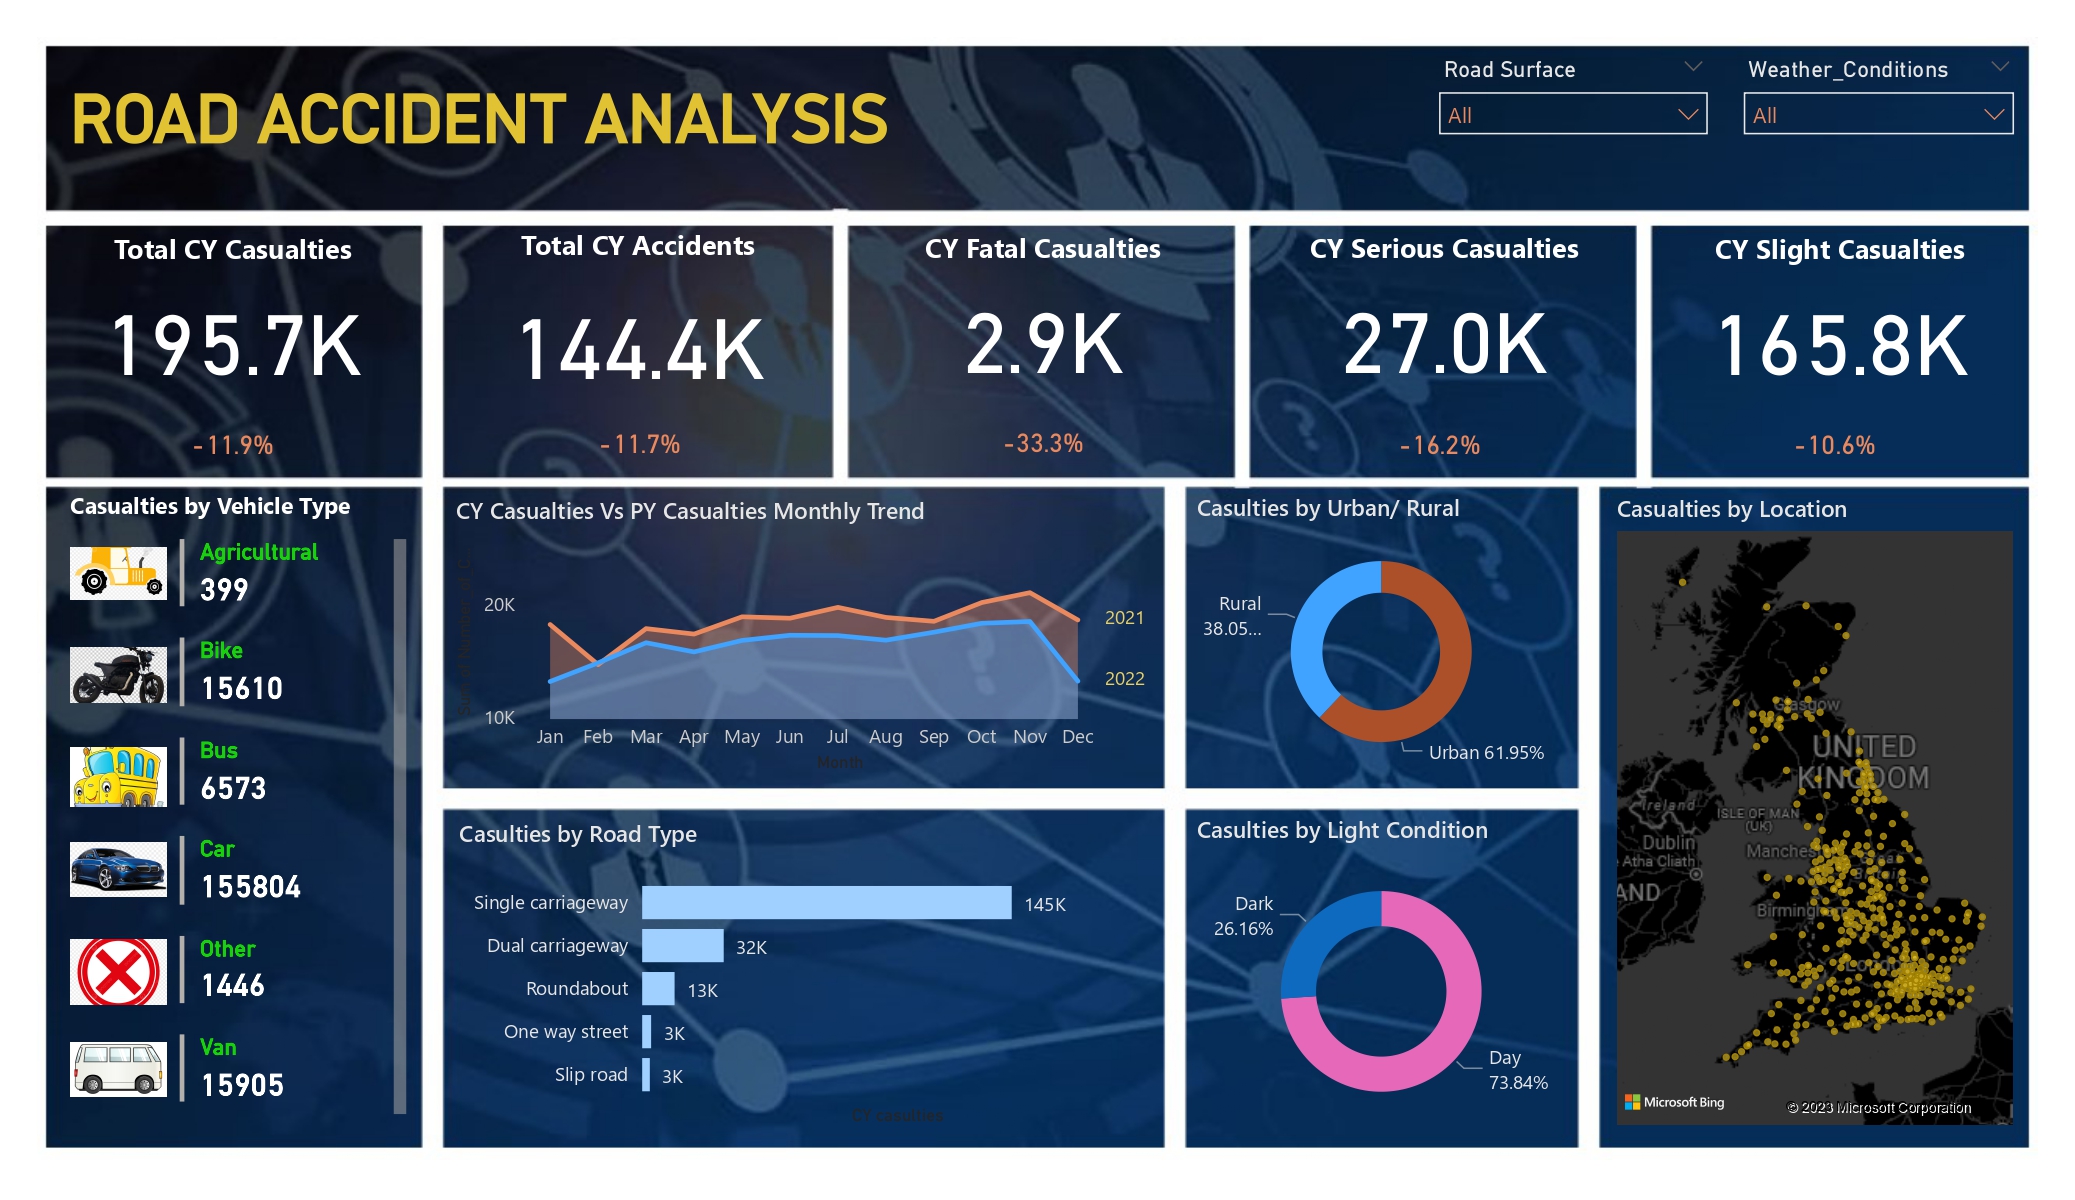 ROAD ACCIDENT ANALYSIS
Road Surface
All
Weather_Conditions
All
Total CY Casualties
195.7K
-11.9%
Total CY Accidents
144.4K
-11.7%
CY Fatal Casualties
2.9K
-33.3%
CY Serious Casualties
27.0K
-16.2%
CY Slight Casualties
165.8K
-10.6%
Casualties by Vehicle Type
Agricultural
399
Bike
15610
Bus
6573
Car
155804
Other
1446
Van
15905
CY Casualties Vs PY Casualties Monthly Trend
20K
10K
2021
2022
Jan Feb Mar Apr May Jun Jul Aug Sep Oct Nov Dec
Month
Casulties by Road Type
Single carriageway 145K
Dual carriageway 32K
Roundabout 13K
One way street 3K
Slip road 3K
CY casulties
Casulties by Urban/ Rural
Rural
38.05...
Urban 61.95%
Casulties by Light Condition
Dark
26.16%
Day
73.84%
Casualties by Location
Glasgow
UNITED
KINGDOM
Ireland
ISLE OF MAN
(UK)
Dublin
Atha Cliath
AND
Microsoft Bing
© 2023 Microsoft Corporation